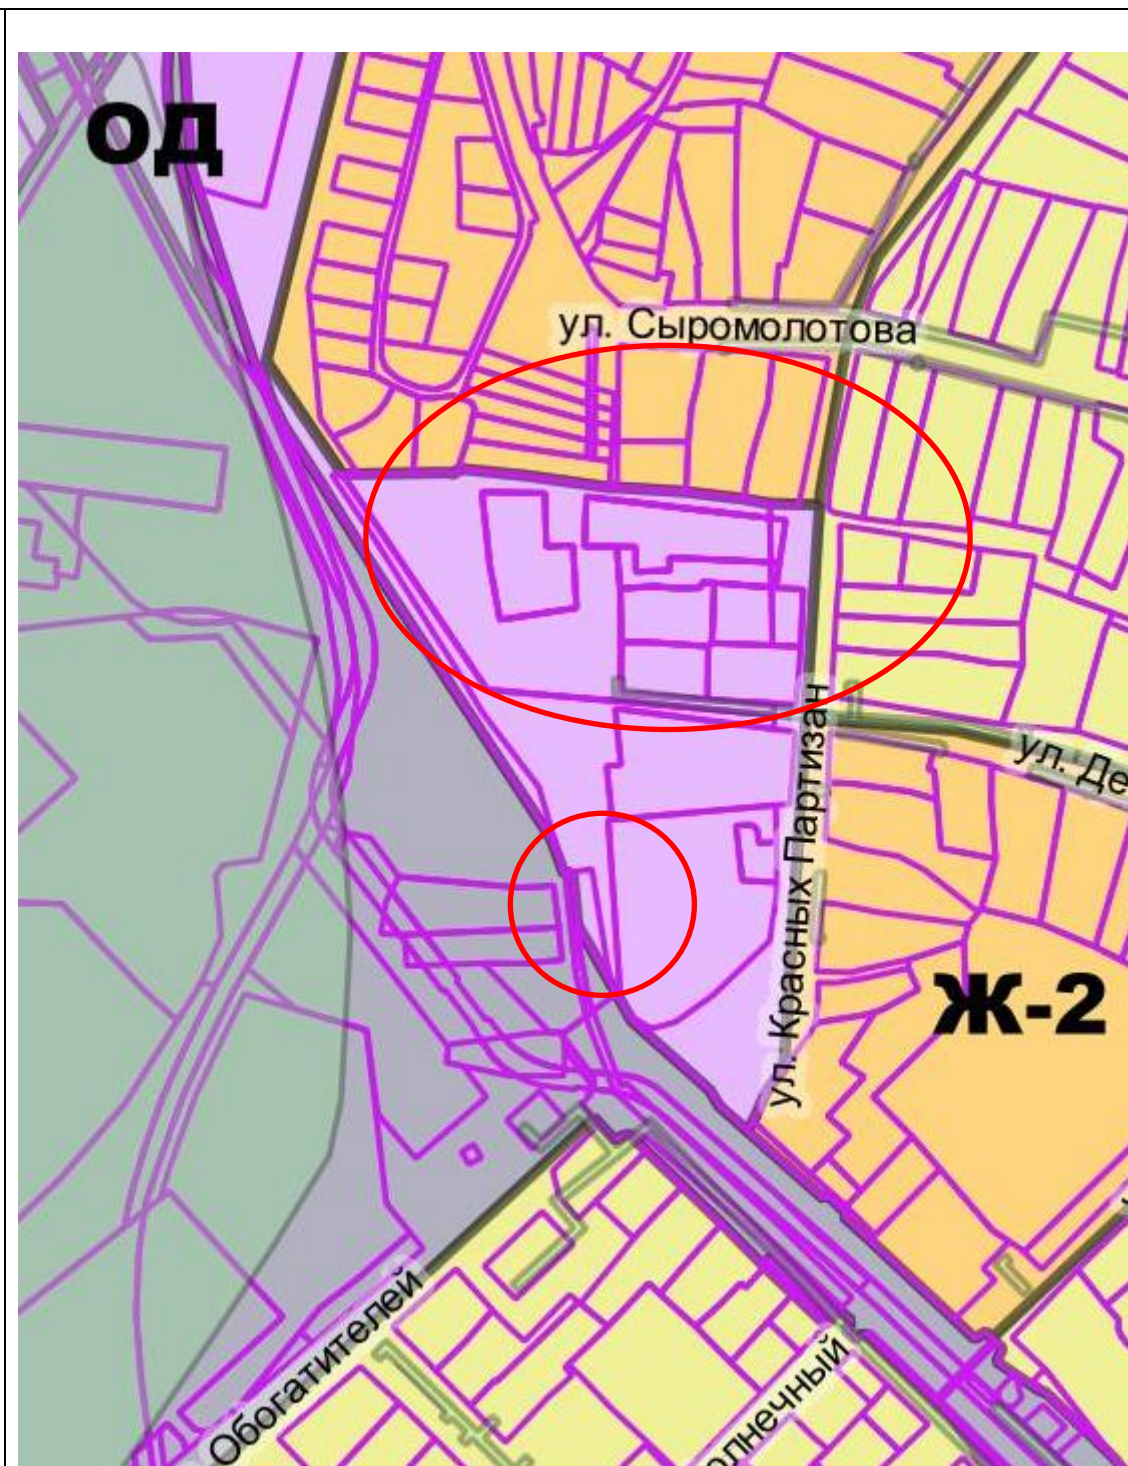 ОД
ул. Сыромолотова
ул. Де
ул. Красных Партизан
Ж-2
Обогатителей
олнечный